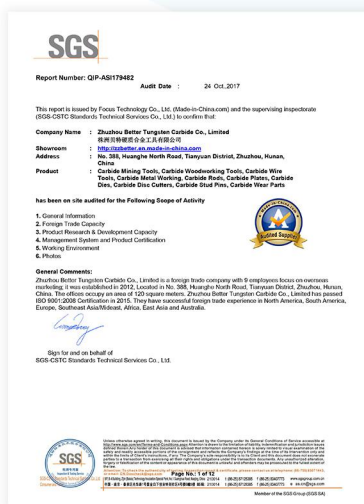 SGS
Report Number: QIP-ASI179482
Audit Date : 24 Oct.,2017
This report is issued by Focus Technology Co., Ltd. (Made-in-China.com) and the supervising inspectorate
(SGS-CSTC Standards Technical Services Co., Ltd.) to confirm that:
Company Name : Zhuzhou Better Tungsten Carbide Co., Limited
株洲贝特硬质合金工具有限公司
Showroom : http://zzbetter.en.made-in-china.com
Address : No. 388, Huanghe North Road, Tianyuan District, Zhuzhou, Hunan,
China
Product : Carbide Mining Tools, Carbide Woodworking Tools, Carbide Wire
Tools, Carbide Metal Working, Carbide Rods, Carbide Plates, Carbide
Dies, Carbide Disc Cutters, Carbide Stud Pins, Carbide Wear Parts
has been on site audited for the Following Scope of Activity
1. General Information
2. Foreign Trade Capacity
3. Product Research & Development Capacity
4. Management System and Product Certification
5. Working Environment
6. Photos
MADE-IN-CHINA.COM
Audited Supplier
General Comments:
Zhuzhou Better Tungsten Carbide Co., Limited is a foreign trade company with 9 employees focus on overseas
marketing; it was established in 2012, Located in No. 388, Huanghe North Road, Tianyuan District, Zhuzhou, Hunan,
China. The offices occupy an area of 120 square meters. Zhuzhou Better Tungsten Carbide Co., Limited has passed
ISO 9001:2008 Certification in 2015. They have successful foreign trade experience in North America, South America,
Europe, Southeast Asia/Mideast, Africa, East Asia and Australia.
Sign for and on behalf of
SGS-CSTC Standards Technical Services Co., Ltd.
SGS
Page No.: 1 of 12
Member of the SGS Group (SGS SA)